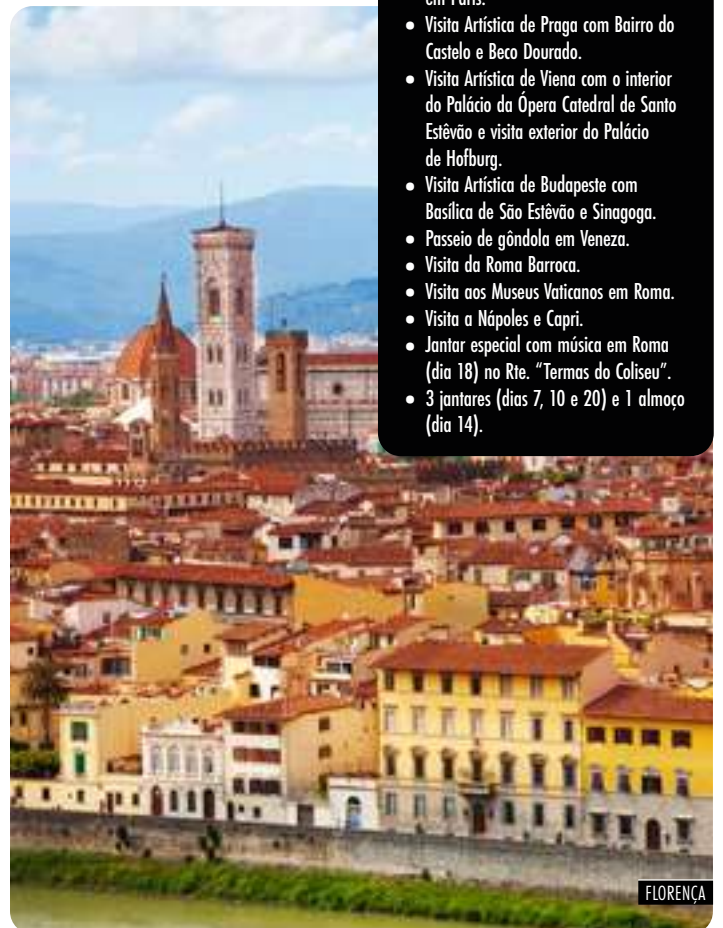 em Paris.
• Visita Artística de Praga com Bairro do
Castelo e Beco Dourado.
• Visita Artística de Viena com o interior
do Palácio da Ópera Catedral de Santo
Estêvão e visita exterior do Palácio
de Hofburg.
• Visita Artística de Budapeste com
Basílica de São Estêvão e Sinagoga.
• Passeio de gôndola em Veneza.
• Visita da Roma Barroca.
• Visita aos Museus Vaticanos em Roma.
• Visita a Nápoles e Capri.
• Jantar especial com música em Roma
(dia 18) no Rte. “Termas do Coliseu”.
• 3 jantares (dias 7, 10 e 20) e 1 almoço
(dia 14).
FLORENÇA